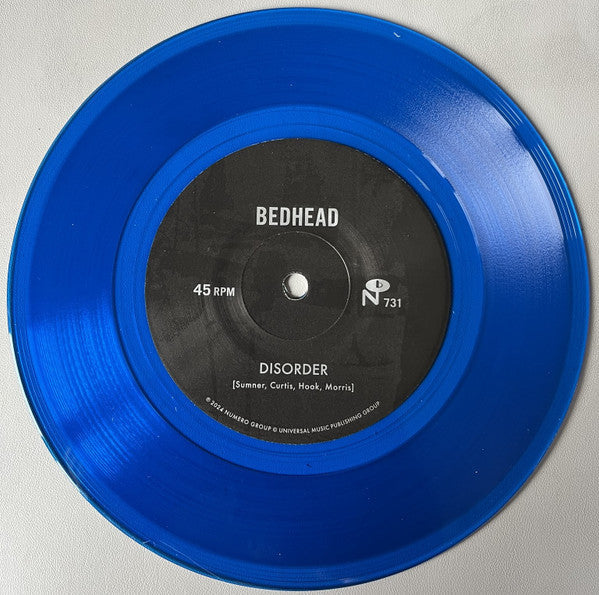 BEDHEAD
45 RPM
N 731
DISORDER
[Sumner, Curtis, Hook, Morris]
℗ 2024 NUMERO GROUP © UNIVERSAL MUSIC PUBLISHING GROUP